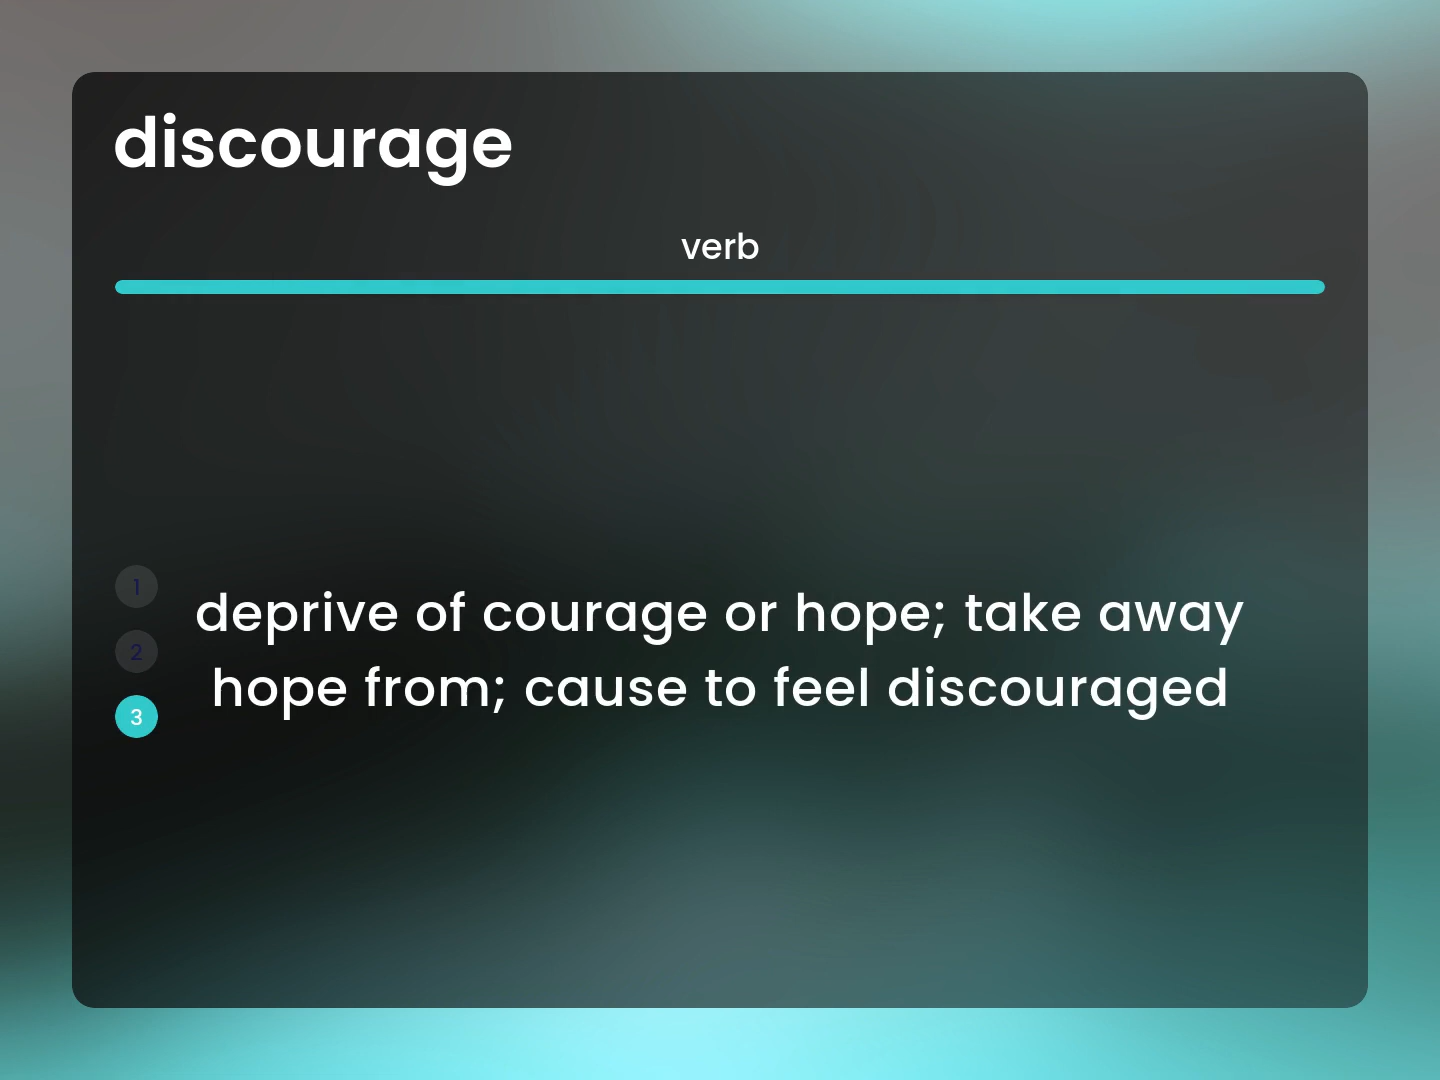 discourage
verb
1
2
3
deprive of courage or hope; take away
hope from; cause to feel discouraged